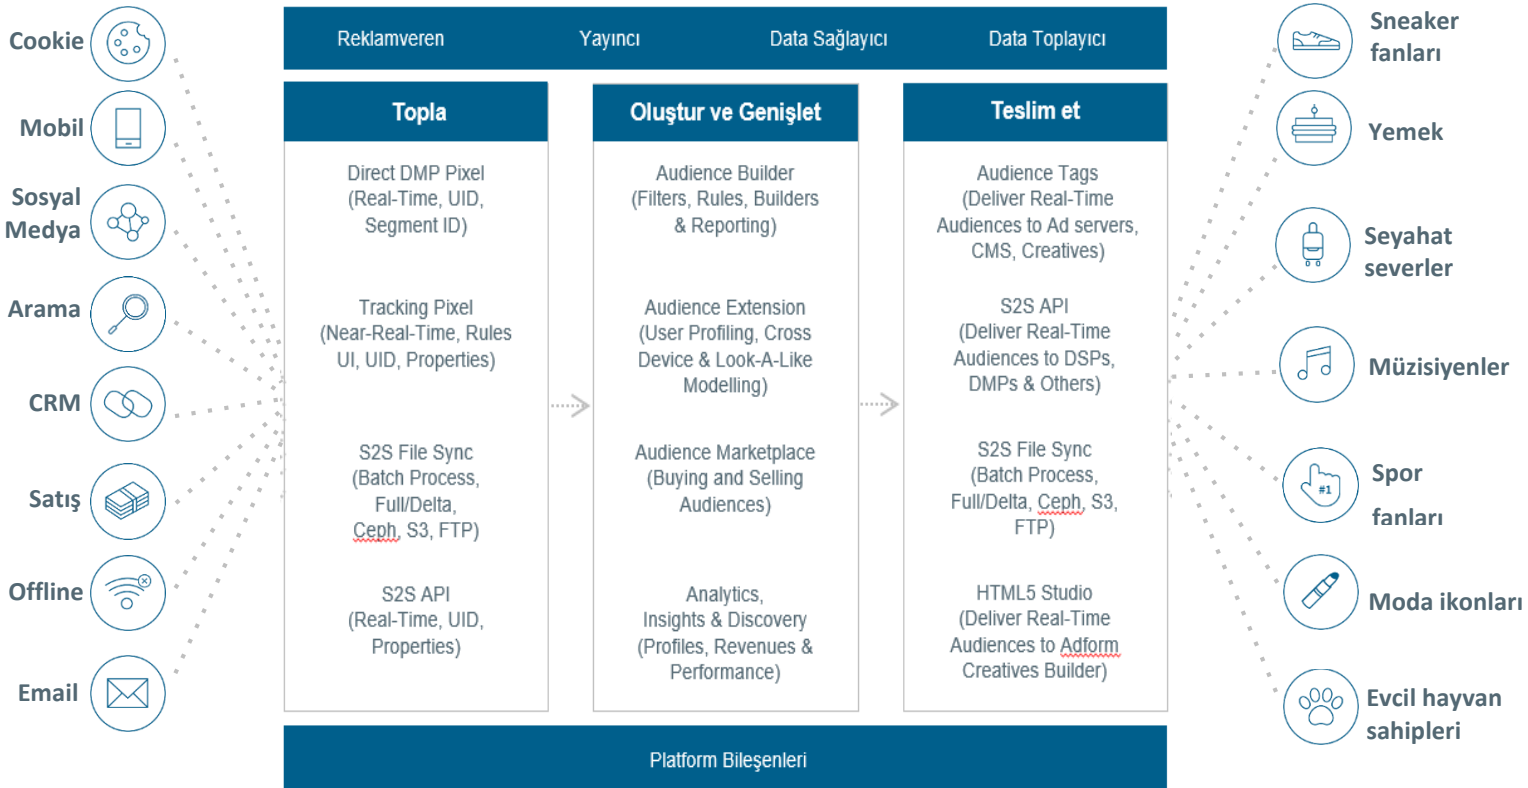 Cookie
Mobil
Sosyal
Medya
Arama
CRM
Satış
Offline
Email
Reklamveren
Yayıncı
Data Sağlayıcı
Data Toplayıcı
Topla
Direct DMP Pixel
(Real-Time, UID,
Segment ID)
Tracking Pixel
(Near-Real-Time, Rules
UI, UID, Properties)
S2S File Sync
(Batch Process,
Full/Delta,
Ceph, S3, FTP)
S2S API
(Real-Time, UID,
Properties)
Oluştur ve Genişlet
Audience Builder
(Filters, Rules, Builders
& Reporting)
Audience Extension
(User Profiling, Cross
Device & Look-A-Like
Modelling)
Audience Marketplace
(Buying and Selling
Audiences)
Analytics,
Insights & Discovery
(Profiles, Revenues &
Performance)
Teslim et
Audience Tags
(Deliver Real-Time
Audiences to Ad servers,
CMS, Creatives)
S2S API
(Deliver Real-Time
Audiences to DSPs,
DMPs & Others)
S2S File Sync
(Batch Process,
Full/Delta, Ceph, S3,
FTP)
HTML5 Studio
(Deliver Real-Time
Audiences to Adform
Creatives Builder)
Platform Bileşenleri
Sneaker
fanları
Yemek
Seyahat
severler
Müzisiyenler
#1
Spor
fanları
Moda ikonları
Evcil hayvan
sahipleri